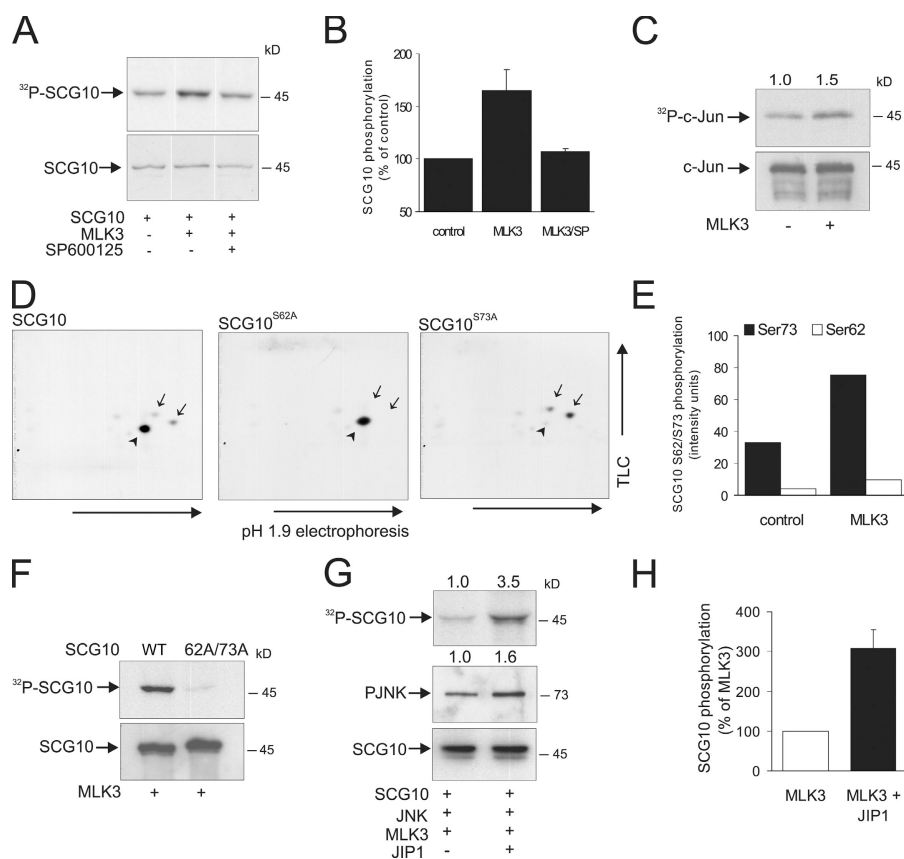 A
kD
³²P-SCG10
45
SCG10
45
SCG10 + + +
MLK3 - + +
SP600125 - - +
B
SCG10 phosphorylation
(% of control)
200
150
100
50
control MLK3 MLK3/SP
C
1.0 1.5 kD
³²P-c-Jun
45
c-Jun
45
MLK3 - +
D
SCG10
SCG10^S62A
SCG10^S73A
TLC
pH 1.9 electrophoresis
E
Ser73 Ser62
SCG10 S62/S73 phosphorylation
(intensity units)
100
80
60
40
20
0
control MLK3
F
SCG10 WT 62A/73A kD
³²P-SCG10
45
SCG10
45
MLK3 + +
G
1.0 3.5 kD
³²P-SCG10
45
1.0 1.6
PJNK
73
SCG10
45
SCG10 + +
JNK + +
MLK3 + +
JIP1 - +
H
SCG10 phosphorylation
(% of MLK3)
400
300
200
100
0
MLK3 MLK3 +
JIP1